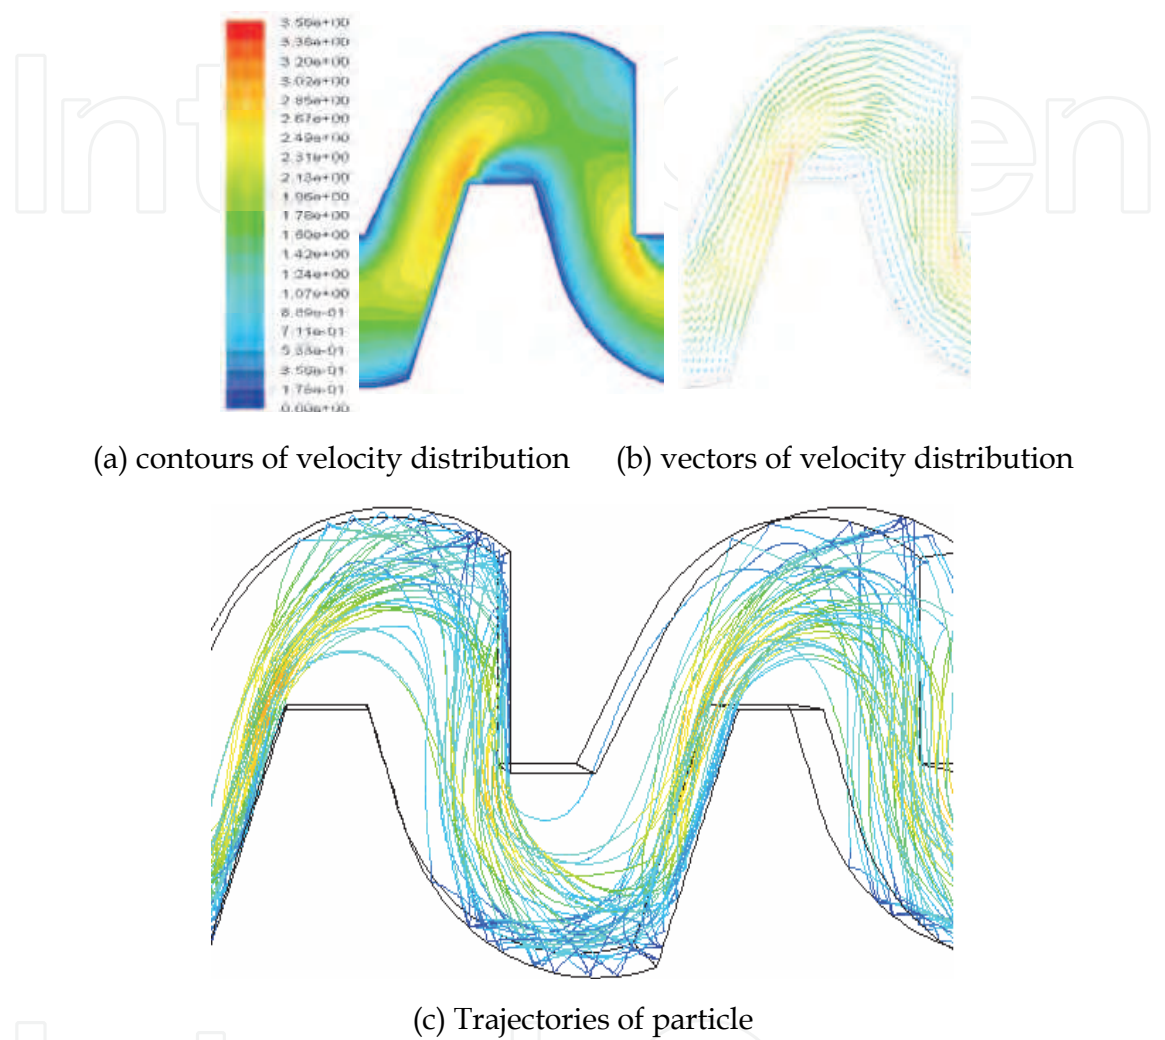 3.56e+00
3.38e+00
3.20e+00
3.02e+00
2.85e+00
2.67e+00
2.49e+00
2.31e+00
2.13e+00
1.96e+00
1.78e+00
1.60e+00
1.42e+00
1.24e+00
1.07e+00
8.89e-01
7.11e-01
5.33e-01
3.56e-01
1.78e-01
0.00e+00
(a) contours of velocity distribution
(b) vectors of velocity distribution
(c) Trajectories of particle